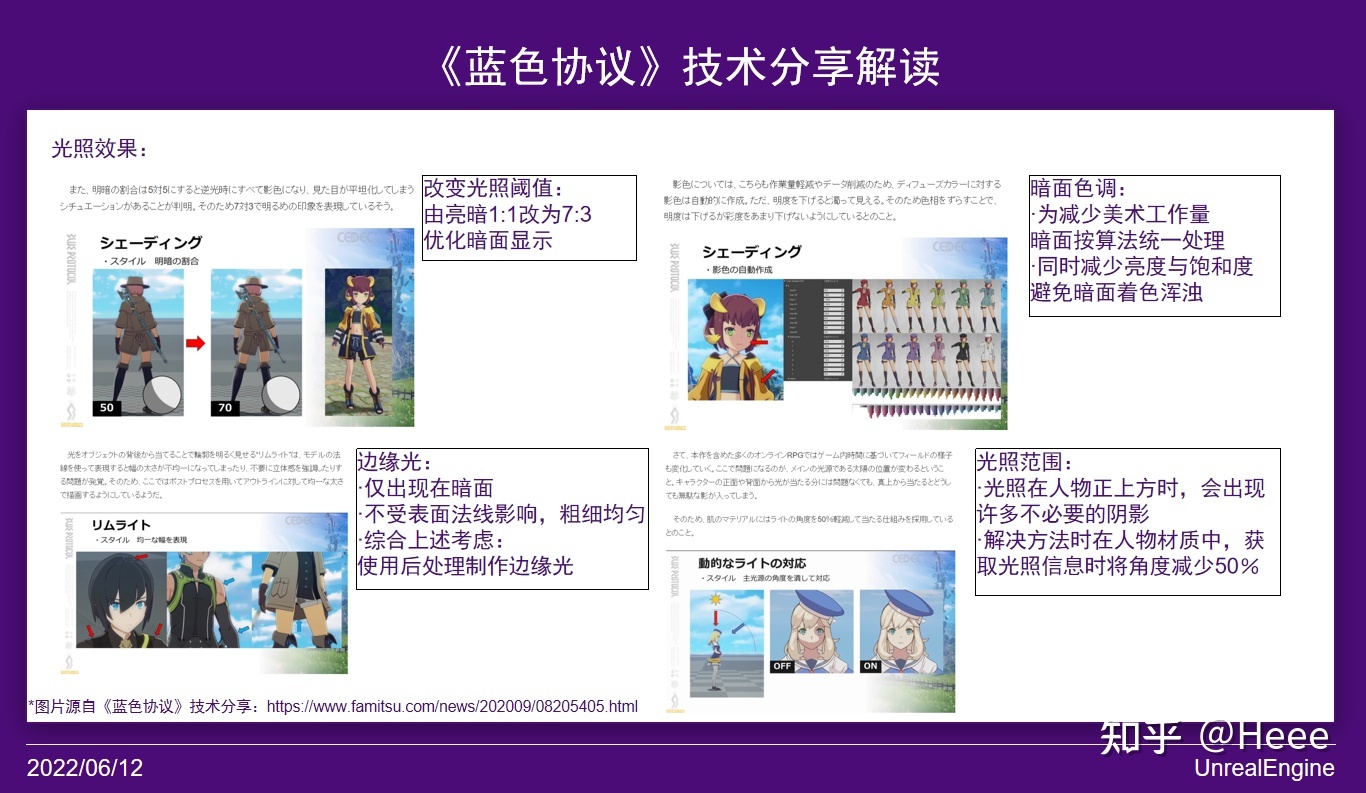 《蓝色协议》技术分享解读
光照效果：
また、明暗の割合は5対5にすると逆光時にすべて影色になり、見た目が平坦化してしまう
シチュエーションがあることが判明。そのため7対3で明るめの印象を表現しているそう。
シェーディング
・スタイル 明暗の割合
CEDEC
BLUE PROTOCOL
50
70
改变光照阈值：
由亮暗1:1改为7:3
优化暗面显示
影色については、こちらも作業量軽減やデータ削減のため、ディフューズカラーに対する
影色は自動的に作成。ただ、明度を下げると濁って見える。そのため色相をずらすことで、
明度は下げるが彩度をあまり下げないようにしているとのこと。
シェーディング
・影色の自動作成
CEDEC
BLUE PROTOCOL
暗面色调：
·为减少美术工作量
暗面按算法统一处理
·同时减少亮度与饱和度
避免暗面着色浑浊
光をオブジェクトの背後から当てることで輪郭を明るく見せる“リムライト”は、モデルの法
線を使って表現すると幅の太さが不均一になってしまったり、不要に立体感を強調したりす
る問題が発覚。そのため、ここではポストプロセスを用いてアウトラインに対して均一な太さ
で描画するようにしているようだ。
リムライト
・スタイル 均一な幅を表現
CEDEC
BLUE PROTOCOL
边缘光：
·仅出现在暗面
·不受表面法线影响，粗细均匀
·综合上述考虑：
使用后处理制作边缘光
さて、本作を含めた多くのオンラインRPGではゲーム内時間に基づいてフィールドの様子
も変化していく。ここで問題になるのが、メインの光源である太陽の位置が変わるというこ
と。キャラクターの正面や背面から光が当たる分には問題なくても、真上から当たるとどうし
ても無駄な影が入ってしまう。
そのため、肌のマテリアルにはライトの角度を50％軽減して当たる仕組みを採用している
とのこと。
動的なライトの対応
・スタイル 主光源の角度を潰して対応
CEDEC
BLUE PROTOCOL
OFF
ON
光照范围：
·光照在人物正上方时，会出现
许多不必要的阴影
·解决方法时在人物材质中，获
取光照信息时将角度减少50％
*图片源自《蓝色协议》技术分享：https://www.famitsu.com/news/202009/08205405.html
知乎 @Heee
2022/06/12
UnrealEngine